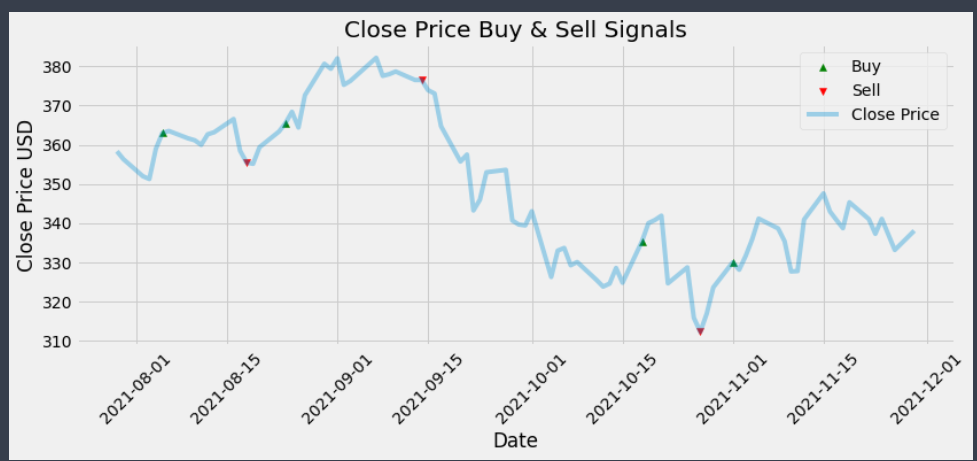 Close Price Buy & Sell Signals
Buy
Sell
Close Price
Close Price USD
380
370
360
350
340
330
320
310
2021-08-01
2021-08-15
2021-09-01
2021-09-15
2021-10-01
2021-10-15
2021-11-01
2021-11-15
2021-12-01
Date